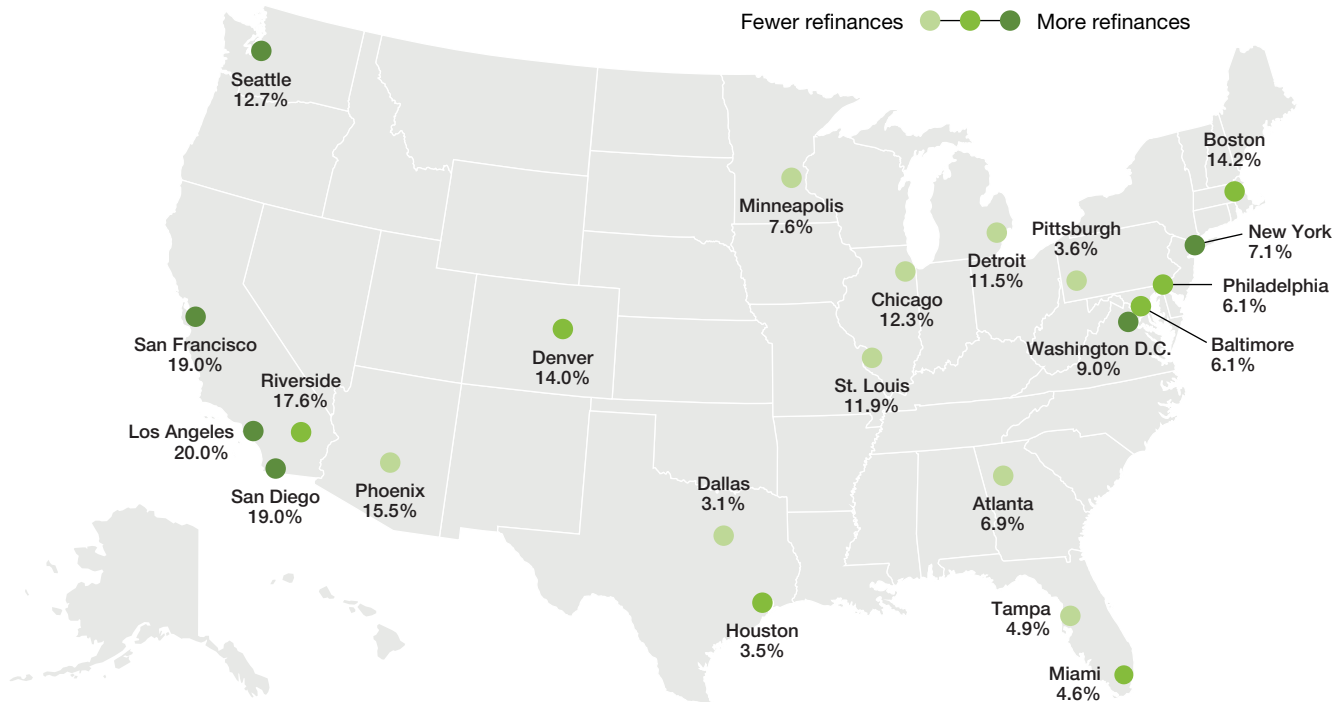 Fewer refinances More refinances
Seattle
12.7%
Boston
14.2%
Minneapolis
7.6%
Pittsburgh
3.6%
New York
7.1%
Detroit
11.5%
Philadelphia
6.1%
Chicago
12.3%
San Francisco
19.0%
Denver
14.0%
Washington D.C.
9.0%
Baltimore
6.1%
Riverside
17.6%
St. Louis
11.9%
Los Angeles
20.0%
San Diego
19.0%
Phoenix
15.5%
Dallas
3.1%
Atlanta
6.9%
Houston
3.5%
Tampa
4.9%
Miami
4.6%